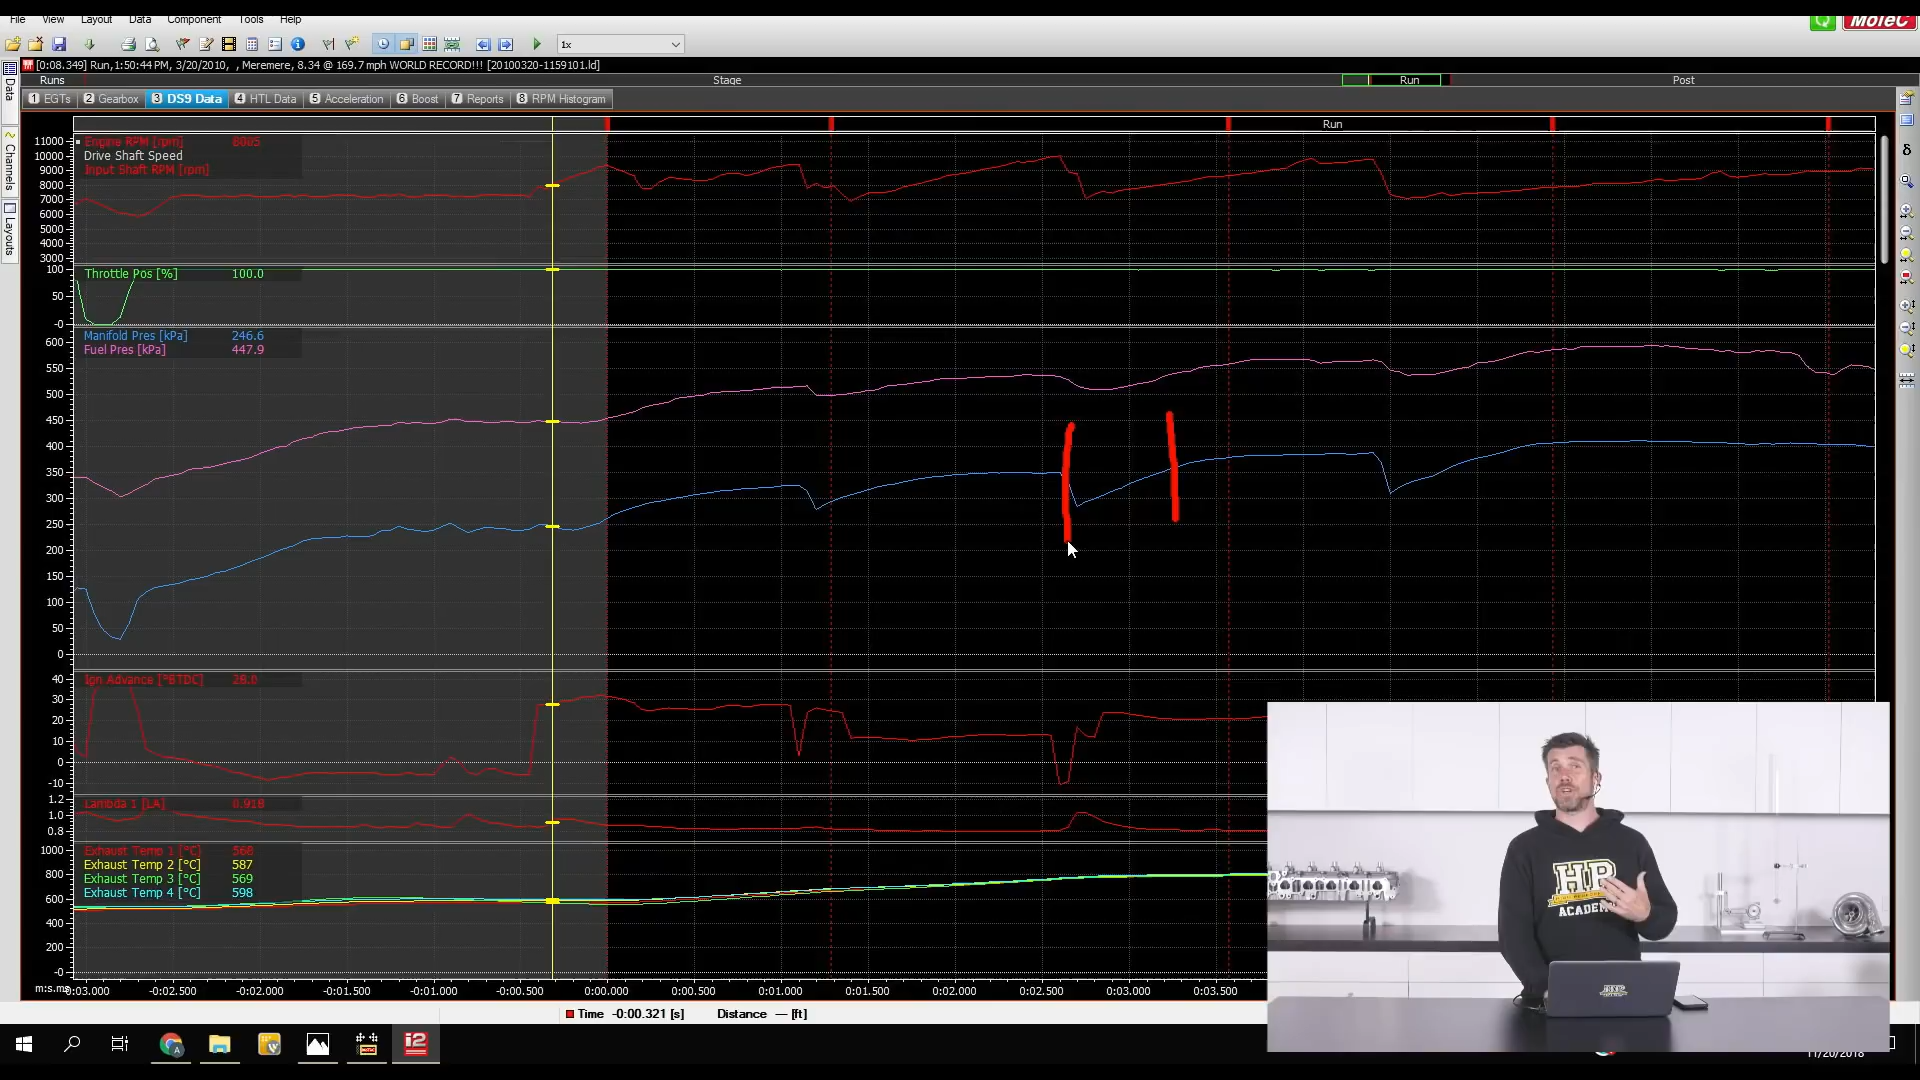 File View Layout Data Component Tools Help
MoTeC
1x
[0:08.349] Run,1:50:44 PM, 3/20/2010, , Meremere, 8.34 @ 169.7 mph WORLD RECORD!!! [20100320-1159101.ld]
Runs Stage Run Post
1 EGTs 2 Gearbox 3 DS9 Data 4 HTL Data 5 Acceleration 6 Boost 7 Reports 8 RPM Histogram
Data
Channels
Layouts
Run
Engine RPM [rpm] 8005
Drive Shaft Speed
Input Shaft RPM [rpm]
11000
10000
9000
8000
7000
6000
5000
4000
3000
Throttle Pos [%] 100.0
100
50
-0
Manifold Pres [kPa] 246.6
Fuel Pres [kPa] 447.9
600
550
500
450
400
350
300
250
200
150
100
50
0
Ign Advance [°BTDC] 28.0
40
30
20
10
0
-10
Lambda 1 [LA] 0.918
1.2
1.0
0.8
Exhaust Temp 1 [°C] 568
Exhaust Temp 2 [°C] 587
Exhaust Temp 3 [°C] 569
Exhaust Temp 4 [°C] 598
1000
800
600
400
200
-0
m:s.ms
-0:03.000 -0:02.500 -0:02.000 -0:01.500 -0:01.000 -0:00.500 0:00.000 0:00.500 0:01.000 0:01.500 0:02.000 0:02.500 0:03.000 0:03.500
Time -0:00.321 [s] Distance — [ft]
HP
ACADEMY
i2
11/20/2018